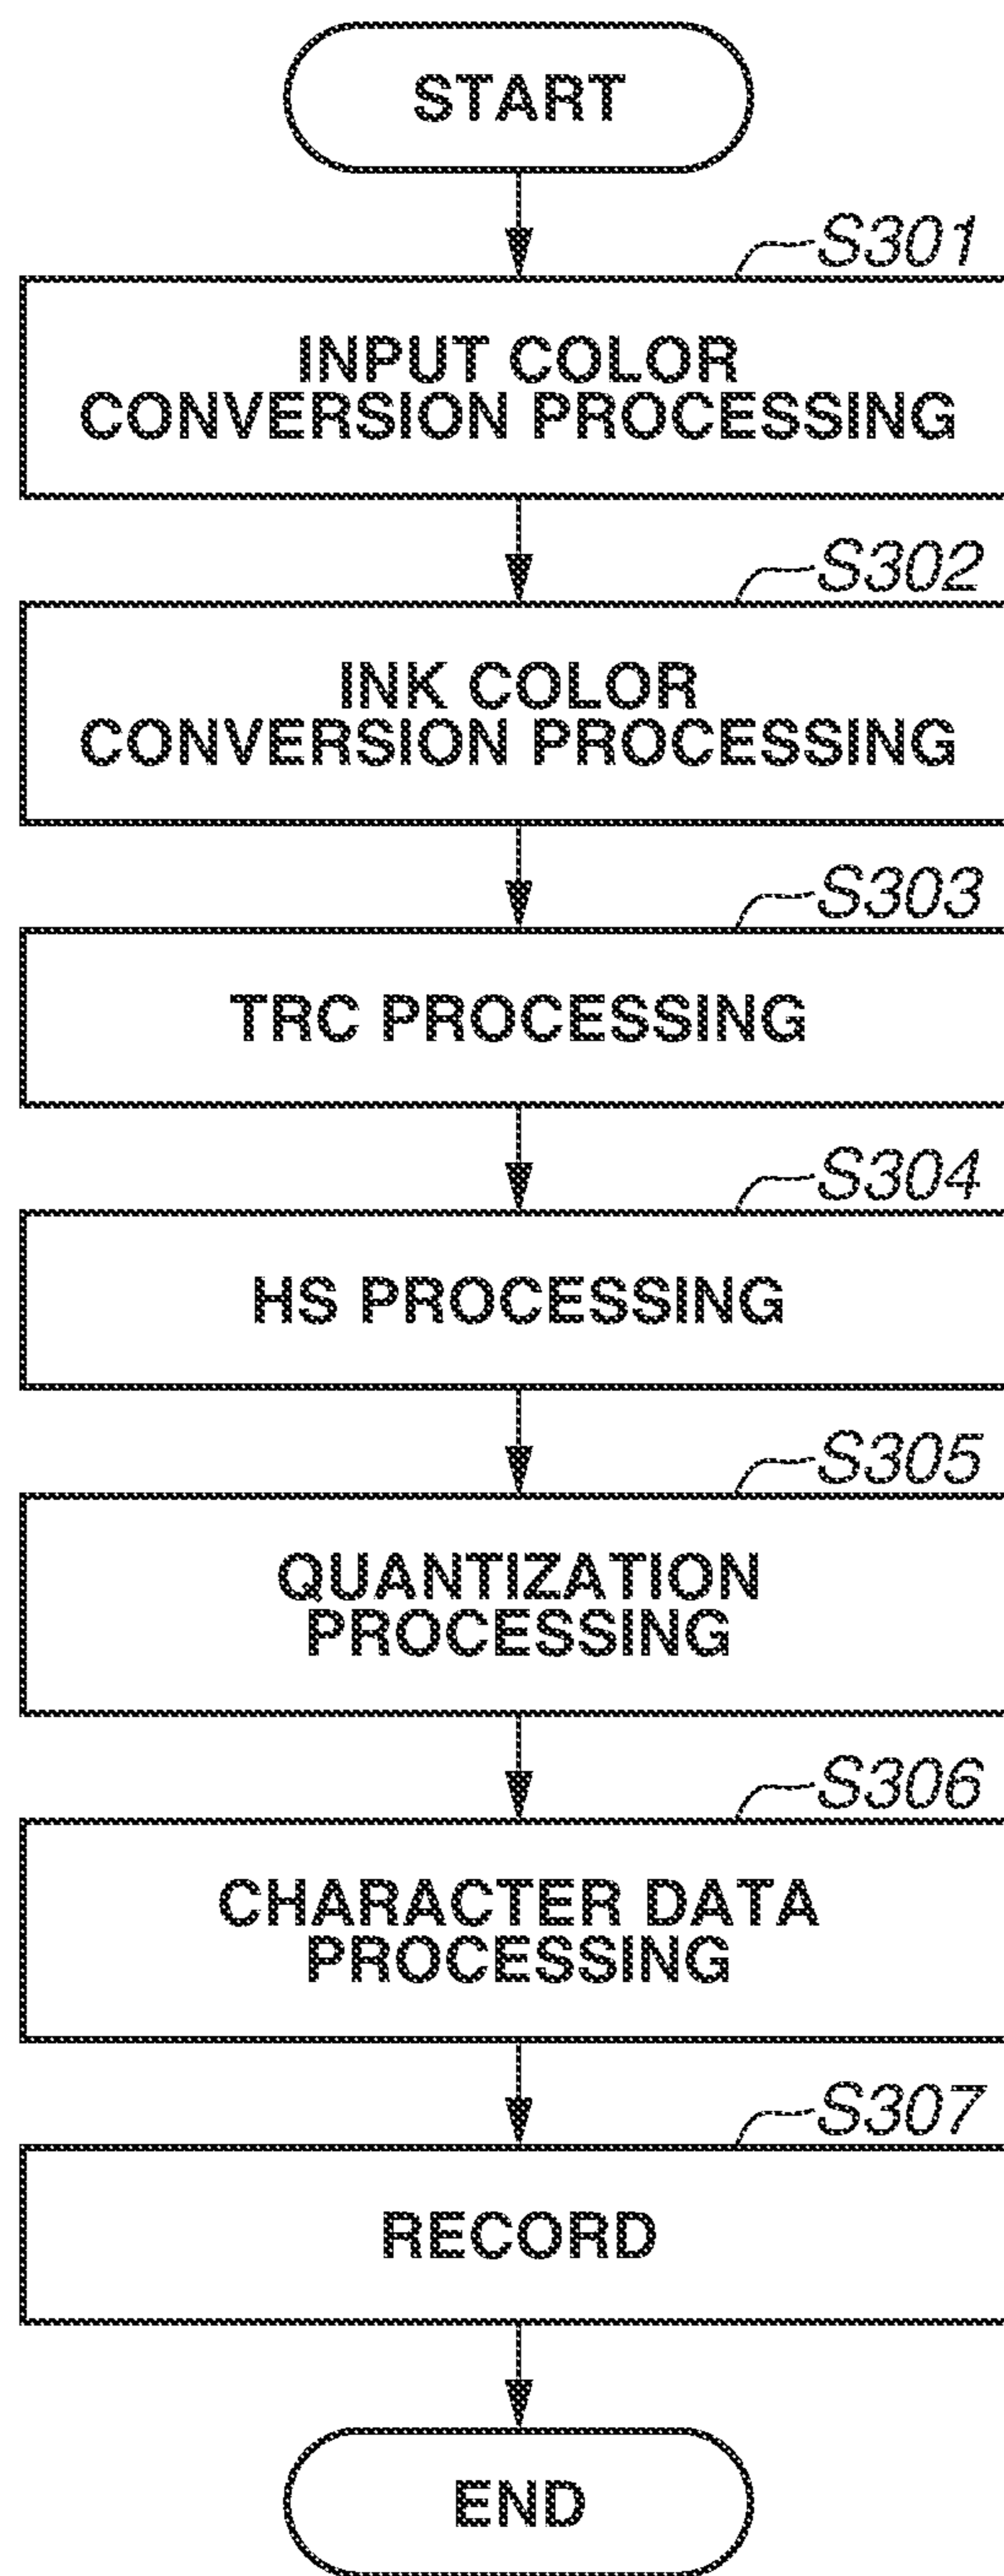 START
S301
INPUT COLOR
CONVERSION PROCESSING
S302
INK COLOR
CONVERSION PROCESSING
S303
TRC PROCESSING
S304
HS PROCESSING
S305
QUANTIZATION
PROCESSING
S306
CHARACTER DATA
PROCESSING
S307
RECORD
END